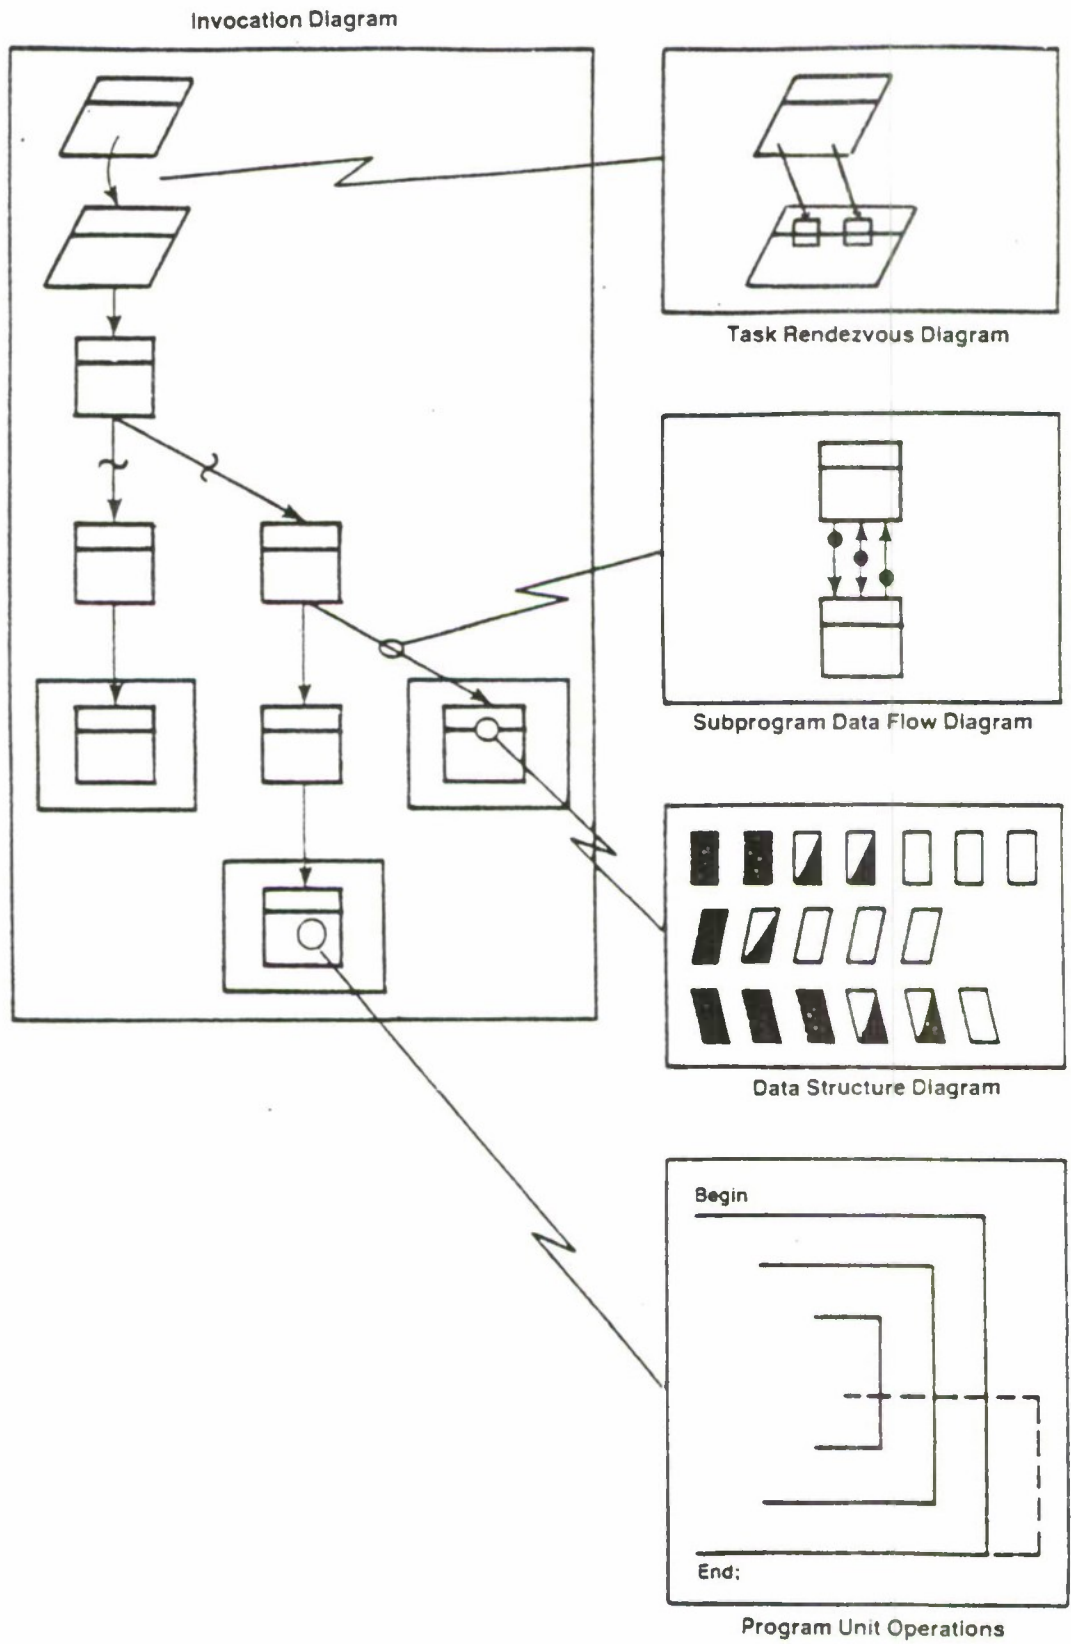 Invocation Diagram
Task Rendezvous Diagram
Subprogram Data Flow Diagram
Data Structure Diagram
Begin
End;
Program Unit Operations